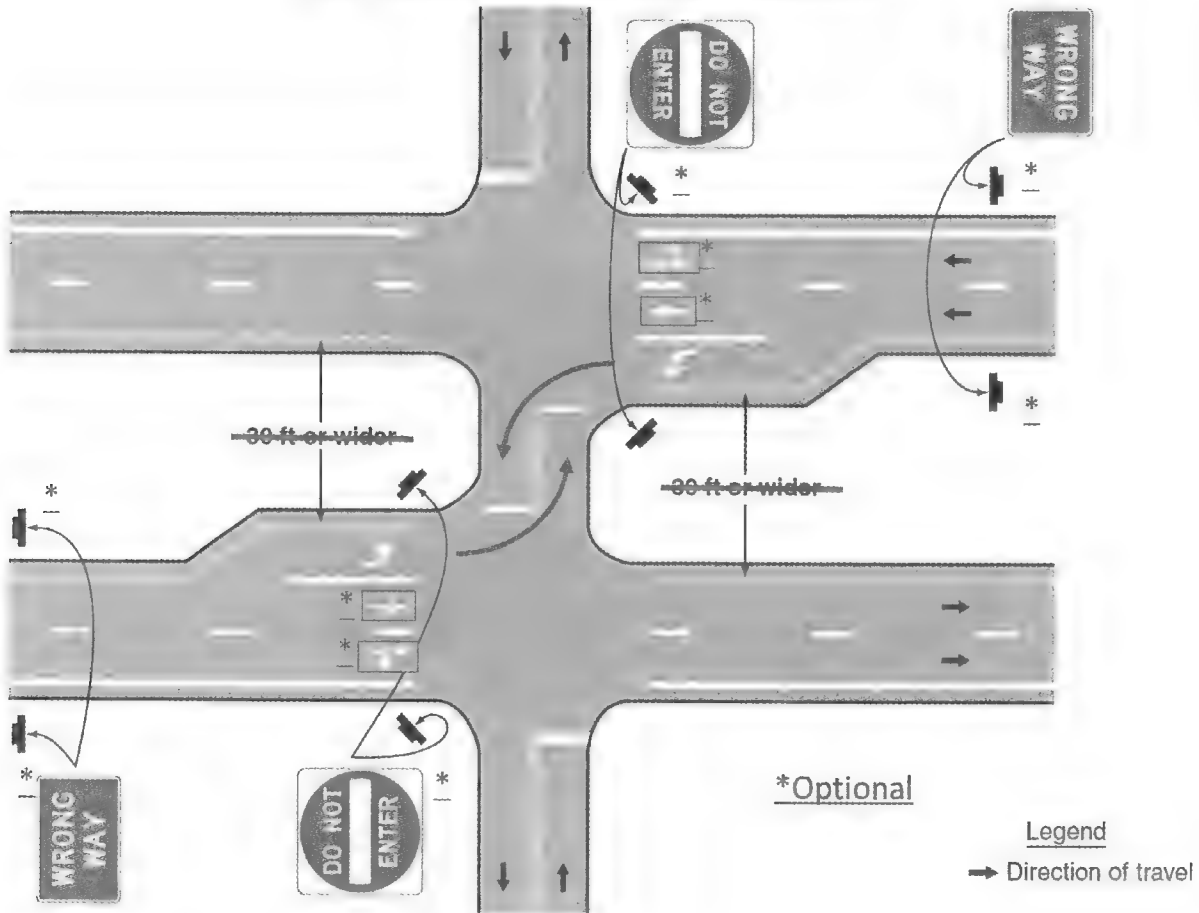 DO NOT
ENTER
WRONG
WAY
*
*
*
*
*
30 ft or wider
30 ft or wider
*
*
*
*
*
WRONG
WAY
DO NOT
ENTER
*Optional
Legend
Direction of travel